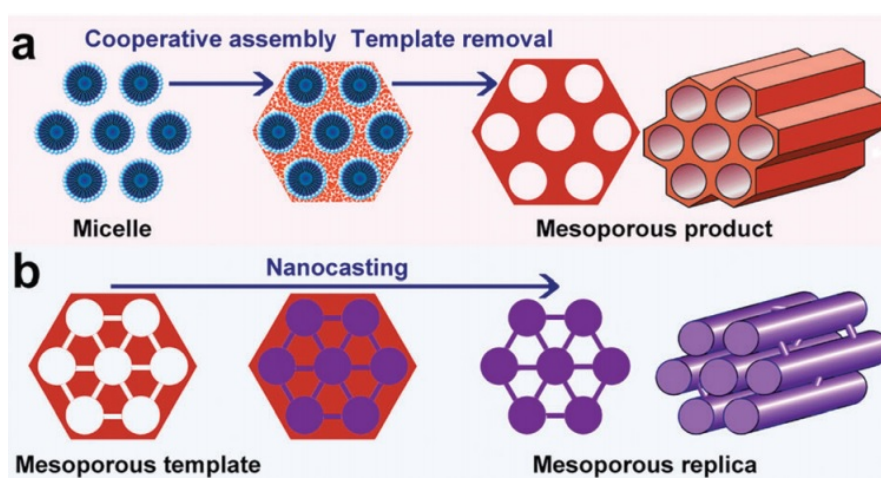 a
Cooperative assembly Template removal
Micelle
Mesoporous product
b
Nanocasting
Mesoporous template
Mesoporous replica